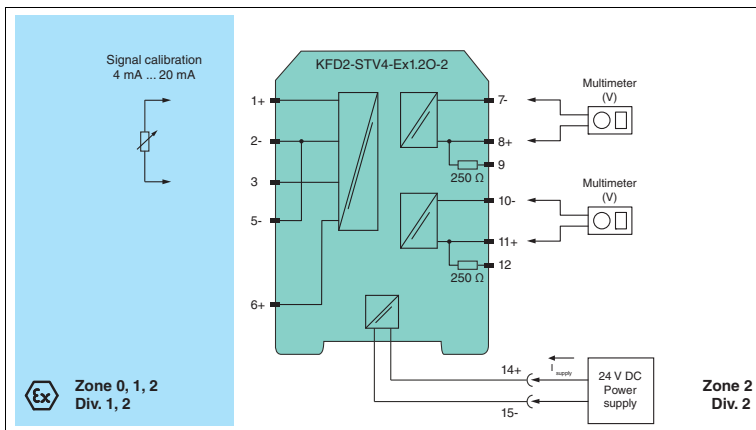 Signal calibration
4 mA ... 20 mA
KFD2-STV4-Ex1.2O-2
1+
2-
3
5-
6+
7-
8+
9
250 Ω
10-
11+
12
250 Ω
Multimeter
(V)
Multimeter
(V)
14+
15-
I supply
24 V DC
Power
supply
Ex
Zone 0, 1, 2
Div. 1, 2
Zone 2
Div. 2